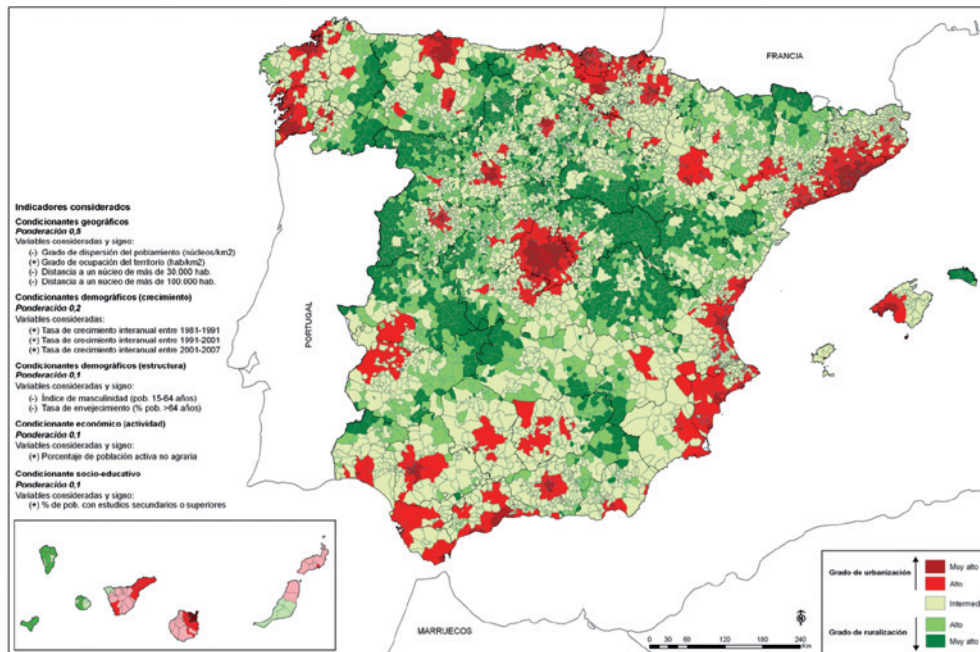 FRANCIA
PORTUGAL
MARRUECOS
Indicadores considerados
Condicionantes geográficos
Ponderación 0,5
Variables consideradas y signo:
(-) Grado de dispersión del poblamiento (núcleos/km2)
(+) Grado de ocupación del territorio (hab/km2)
(-) Distancia a un núcleo de más de 30.000 hab.
(-) Distancia a un núcleo de más de 100.000 hab.
Condicionantes demográficos (crecimiento)
Ponderación 0,2
Variables consideradas:
(+) Tasa de crecimiento interanual entre 1981-1991
(+) Tasa de crecimiento interanual entre 1991-2001
(+) Tasa de crecimiento interanual entre 2001-2007
Condicionantes demográficos (estructura)
Ponderación 0,1
Variables consideradas y signo:
(-) Índice de masculinidad (pob. 15-64 años)
(-) Tasa de envejecimiento (% pob. >64 años)
Condicionante económico (actividad)
Ponderación 0,1
Variables consideradas y signo:
(+) Porcentaje de población activa no agraria
Condicionante socio-educativo
Ponderación 0,1
Variables consideradas y signo:
(+) % de pob. con estudios secundarios o superiores
0 30 60 120 180 240
Km
Grado de urbanización
Muy alto
Alto
Intermed
Grado de ruralización
Alto
Muy alto